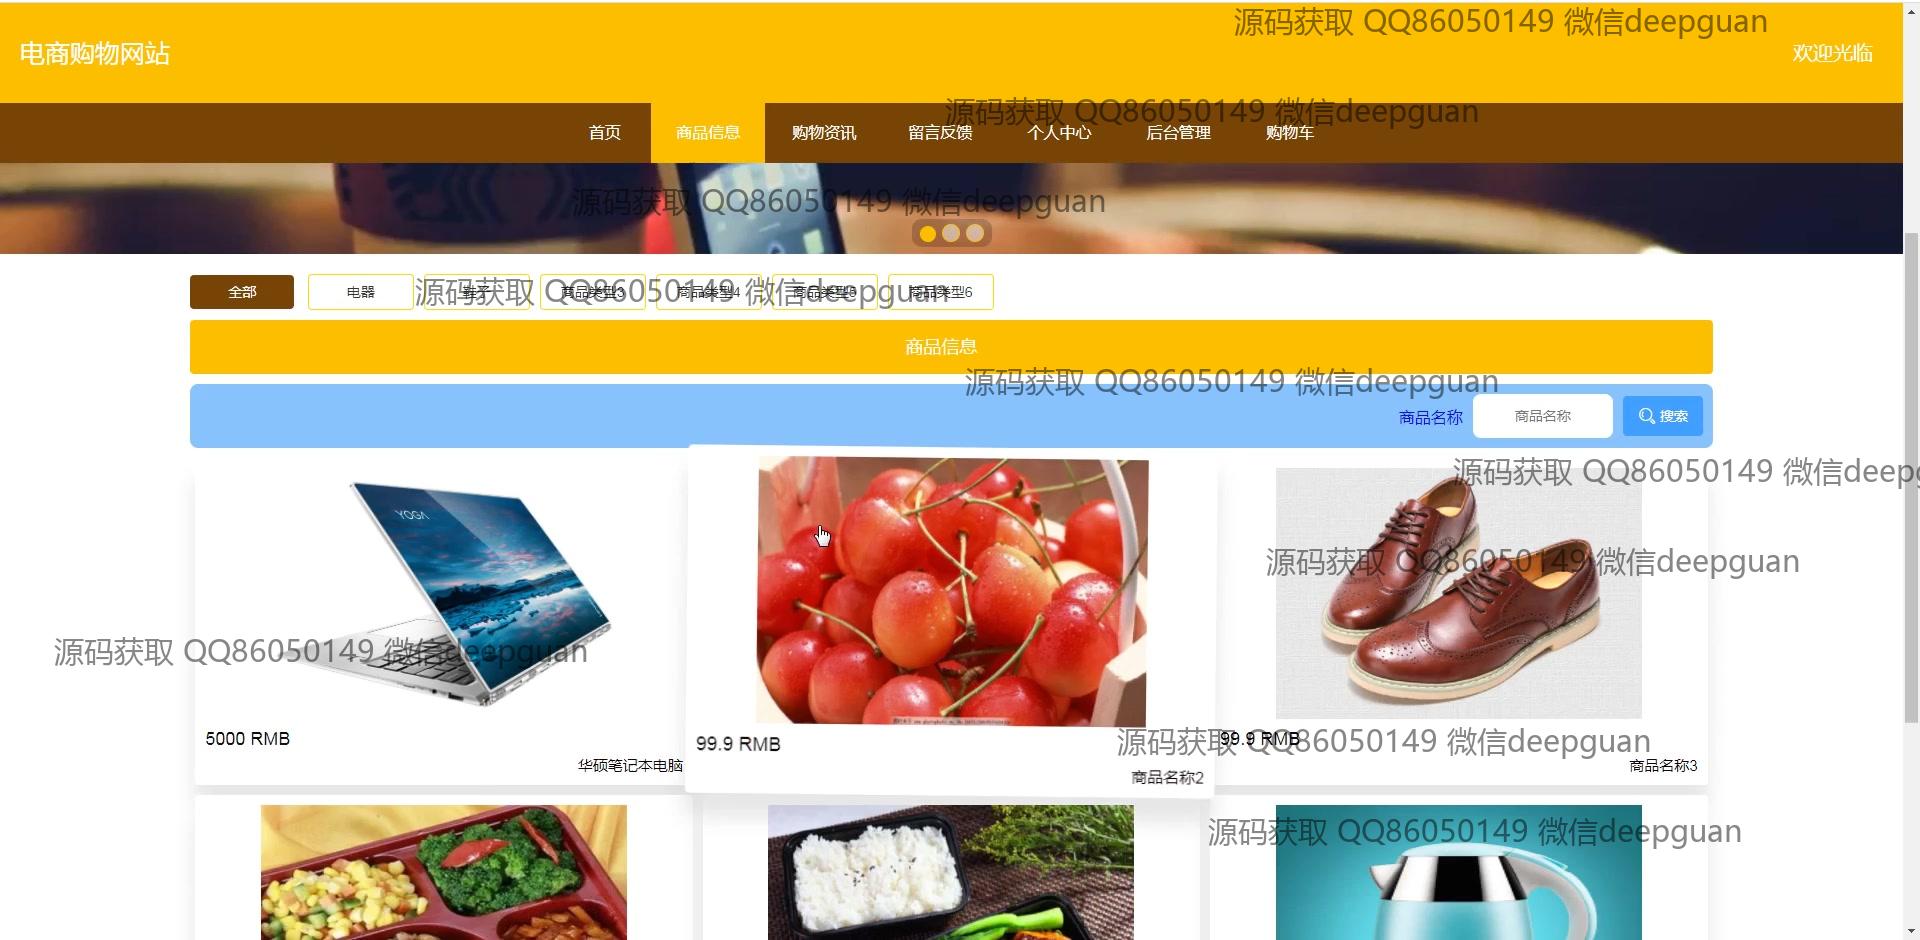 源码获取 QQ86050149 微信deepguan
电商购物网站
欢迎光临
源码获取 QQ86050149 微信deepguan
首页
商品信息
购物资讯
留言反馈
个人中心
后台管理
购物车
源码获取 QQ86050149 微信deepguan
全部
电器
鞋子
商品类型3
商品类型4
商品类型5
商品类型6
源码获取 QQ86050149 微信deepguan
商品信息
源码获取 QQ86050149 微信deepguan
商品名称
商品名称
搜索
源码获取 QQ86050149 微信deepg
YOGA
源码获取 QQ86050149 微信deepguan
源码获取 QQ86050149 微信deepguan
5000 RMB
华硕笔记本电脑
99.9 RMB
商品名称2
99.9 RMB
商品名称3
源码获取 QQ86050149 微信deepguan
源码获取 QQ86050149 微信deepguan